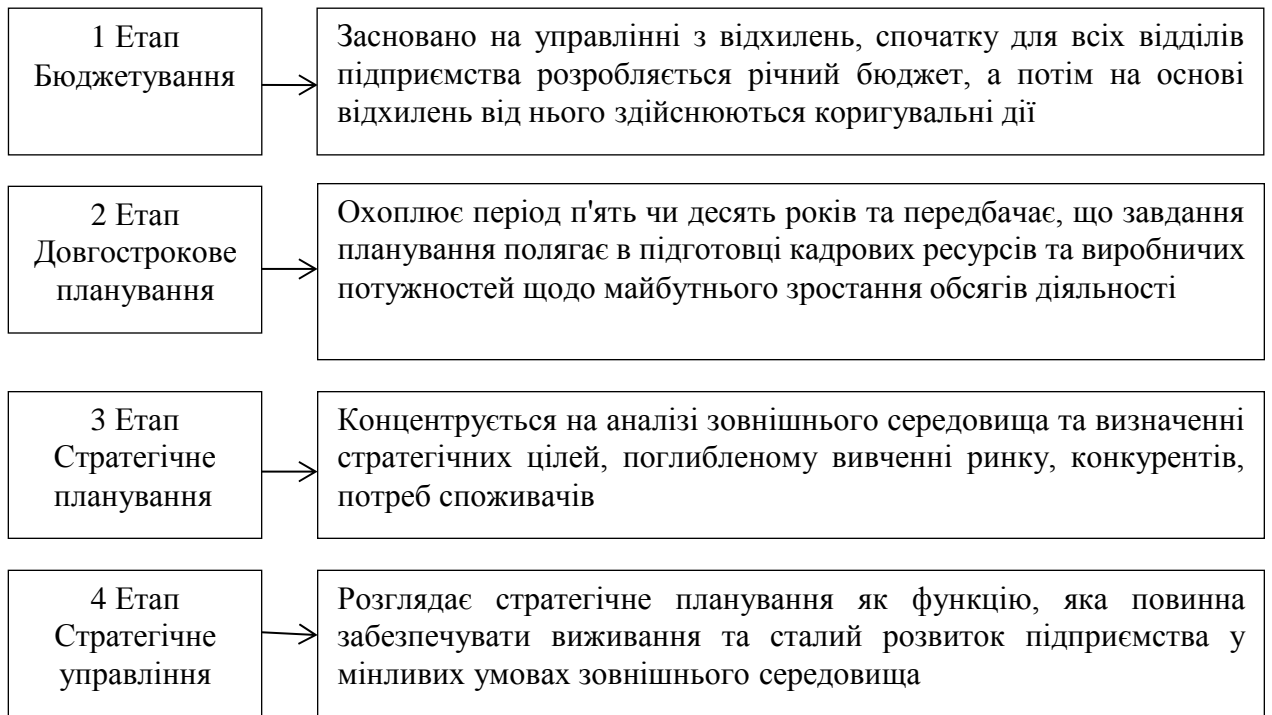 1 Етап
Бюджетування
Засновано на управлінні з відхилень, спочатку для всіх відділів
підприємства розробляється річний бюджет, а потім на основі
відхилень від нього здійснюються коригувальні дії
2 Етап
Довгострокове
планування
Охоплює період п'ять чи десять років та передбачає, що завдання
планування полягає в підготовці кадрових ресурсів та виробничих
потужностей щодо майбутнього зростання обсягів діяльності
3 Етап
Стратегічне
планування
Концентрується на аналізі зовнішнього середовища та визначенні
стратегічних цілей, поглибленому вивченні ринку, конкурентів,
потреб споживачів
4 Етап
Стратегічне
управління
Розглядає стратегічне планування як функцію, яка повинна
забезпечувати виживання та сталий розвиток підприємства у
мінливих умовах зовнішнього середовища